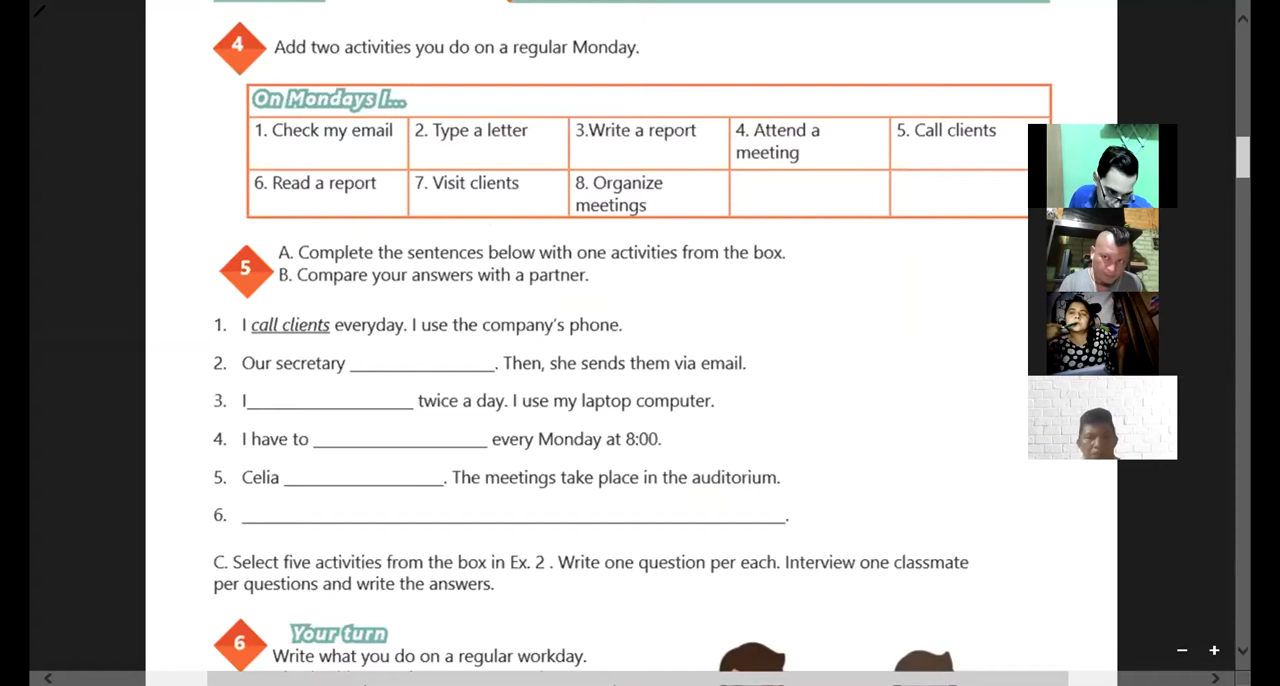 4 Add two activities you do on a regular Monday.
On Mondays I...
1. Check my email 2. Type a letter 3.Write a report 4. Attend a meeting 5. Call clients
6. Read a report 7. Visit clients 8. Organize meetings
5 A. Complete the sentences below with one activities from the box.
B. Compare your answers with a partner.
1. I call clients everyday. I use the company's phone.
2. Our secretary _______________. Then, she sends them via email.
3. I__________________ twice a day. I use my laptop computer.
4. I have to __________________ every Monday at 8:00.
5. Celia _________________. The meetings take place in the auditorium.
6. __________________________________________________________.
C. Select five activities from the box in Ex. 2 . Write one question per each. Interview one classmate
per questions and write the answers.
6 Your turn
Write what you do on a regular workday.